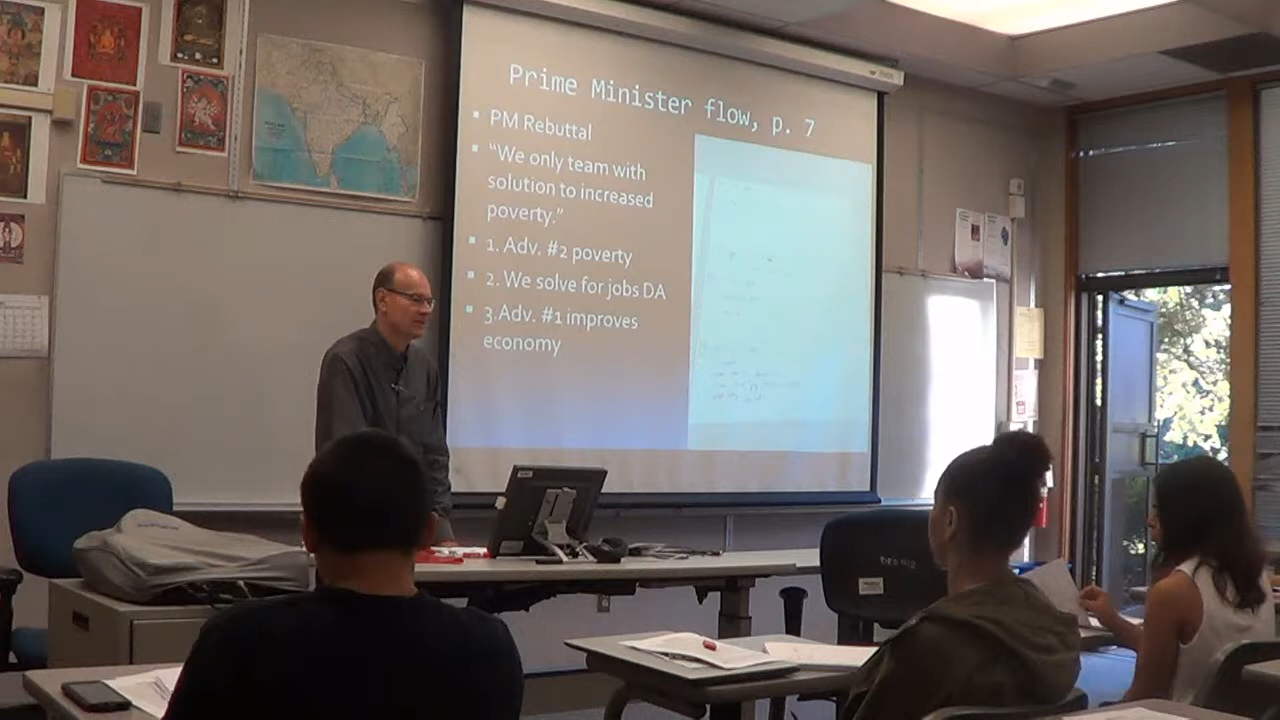 Prime Minister flow, p. 7
PM Rebuttal
"We only team with
solution to increased
poverty."
1. Adv. #2 poverty
2. We solve for jobs DA
3.Adv. #1 improves
economy